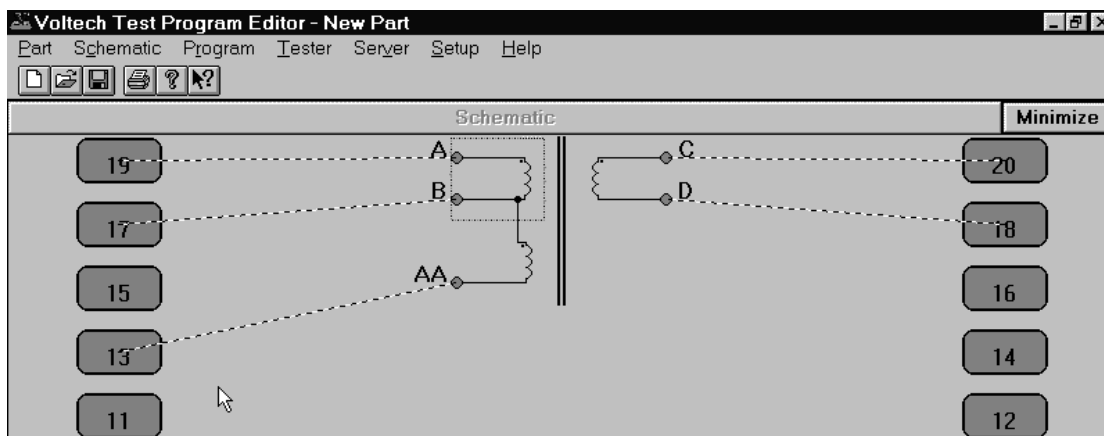 Voltech Test Program Editor - New Part
Part Schematic Program Tester Server Setup Help
Schematic Minimize
19 A C 20
B D
17 18
15 AA 16
13 14
11 12